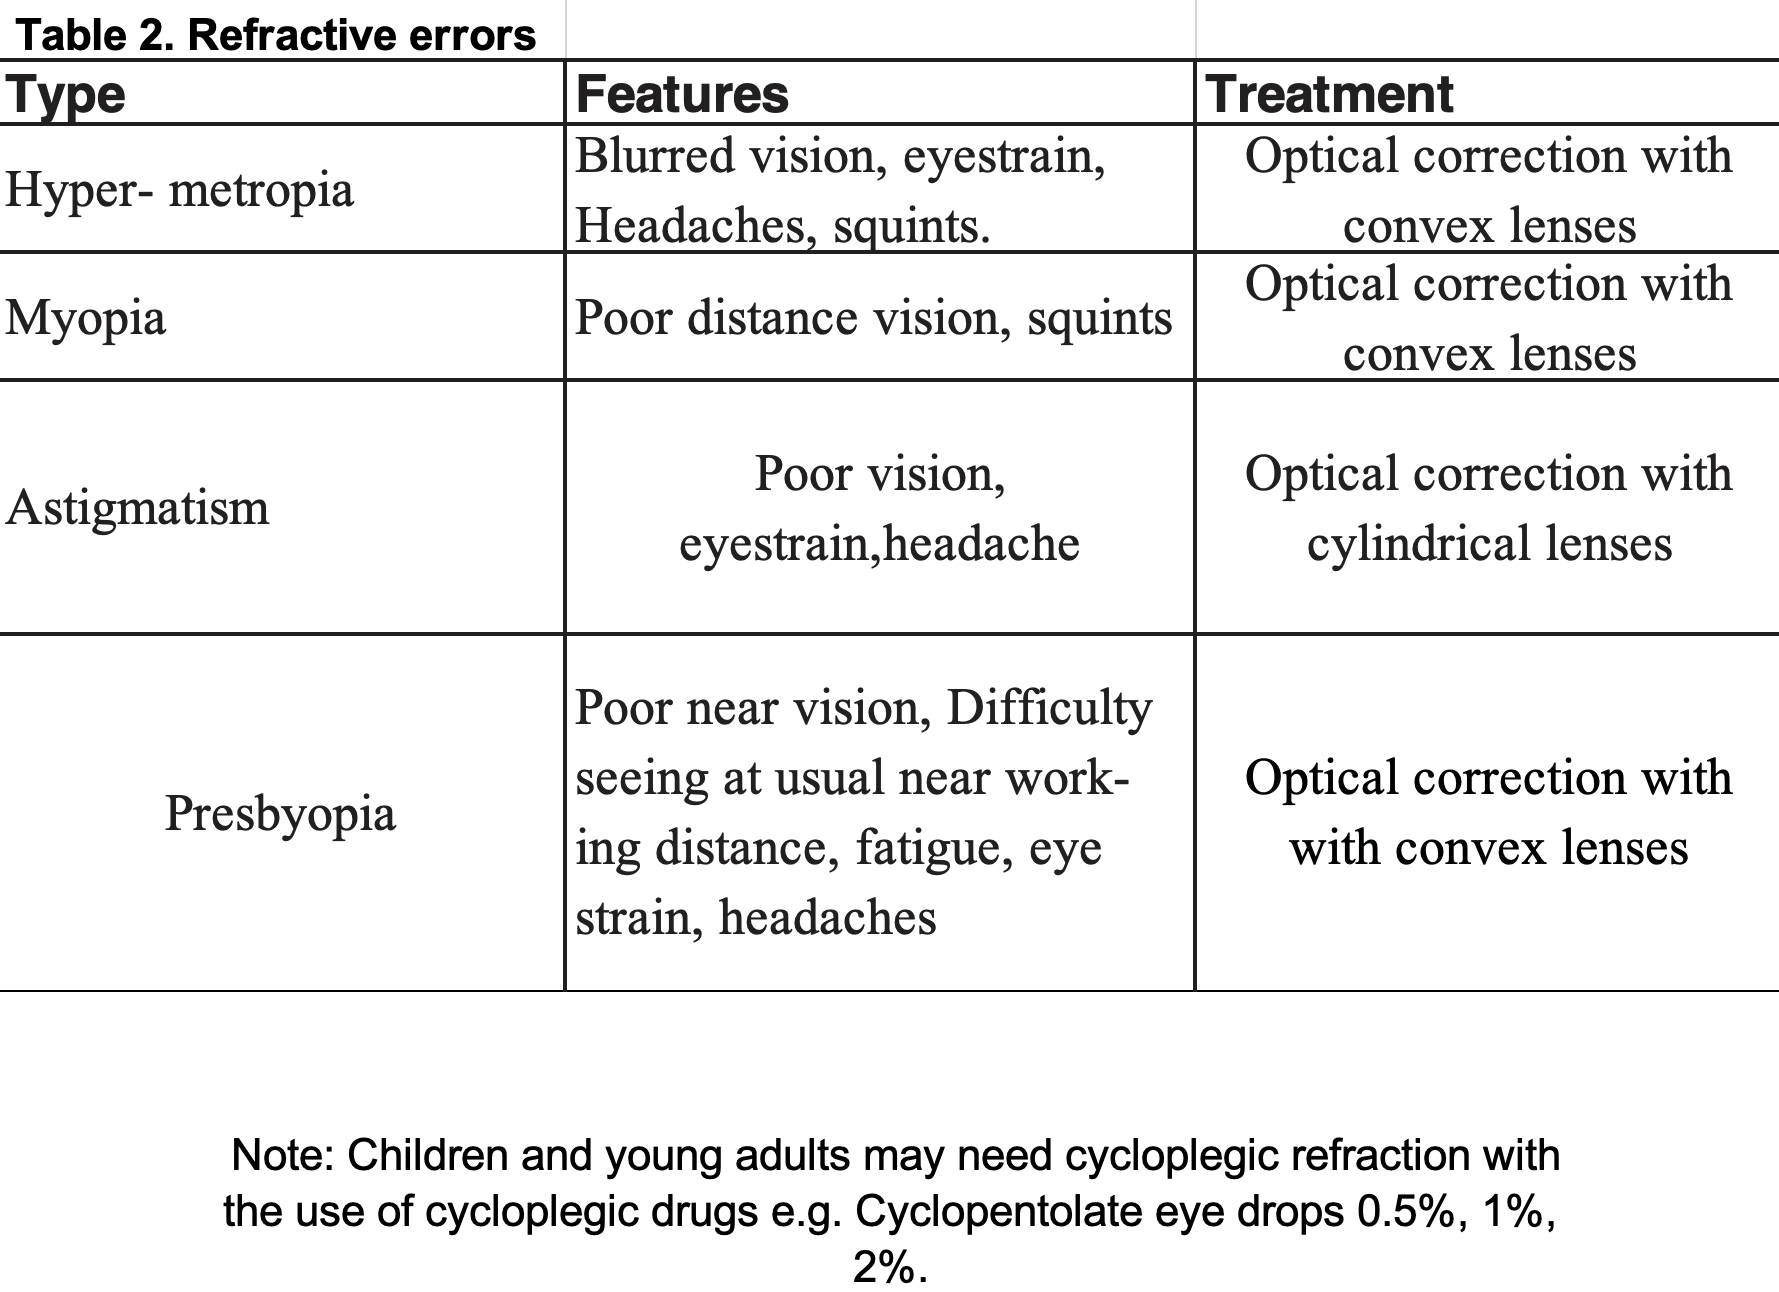 Table 2. Refractive errors
Type Features Treatment
Hyper- metropia
Blurred vision, eyestrain,
Headaches, squints.
Optical correction with
convex lenses
Myopia
Poor distance vision, squints
Optical correction with
convex lenses
Astigmatism
Poor vision,
eyestrain,headache
Optical correction with
cylindrical lenses
Presbyopia
Poor near vision, Difficulty
seeing at usual near work-
ing distance, fatigue, eye
strain, headaches
Optical correction with
with convex lenses
Note: Children and young adults may need cycloplegic refraction with
the use of cycloplegic drugs e.g. Cyclopentolate eye drops 0.5%, 1%,
2%.